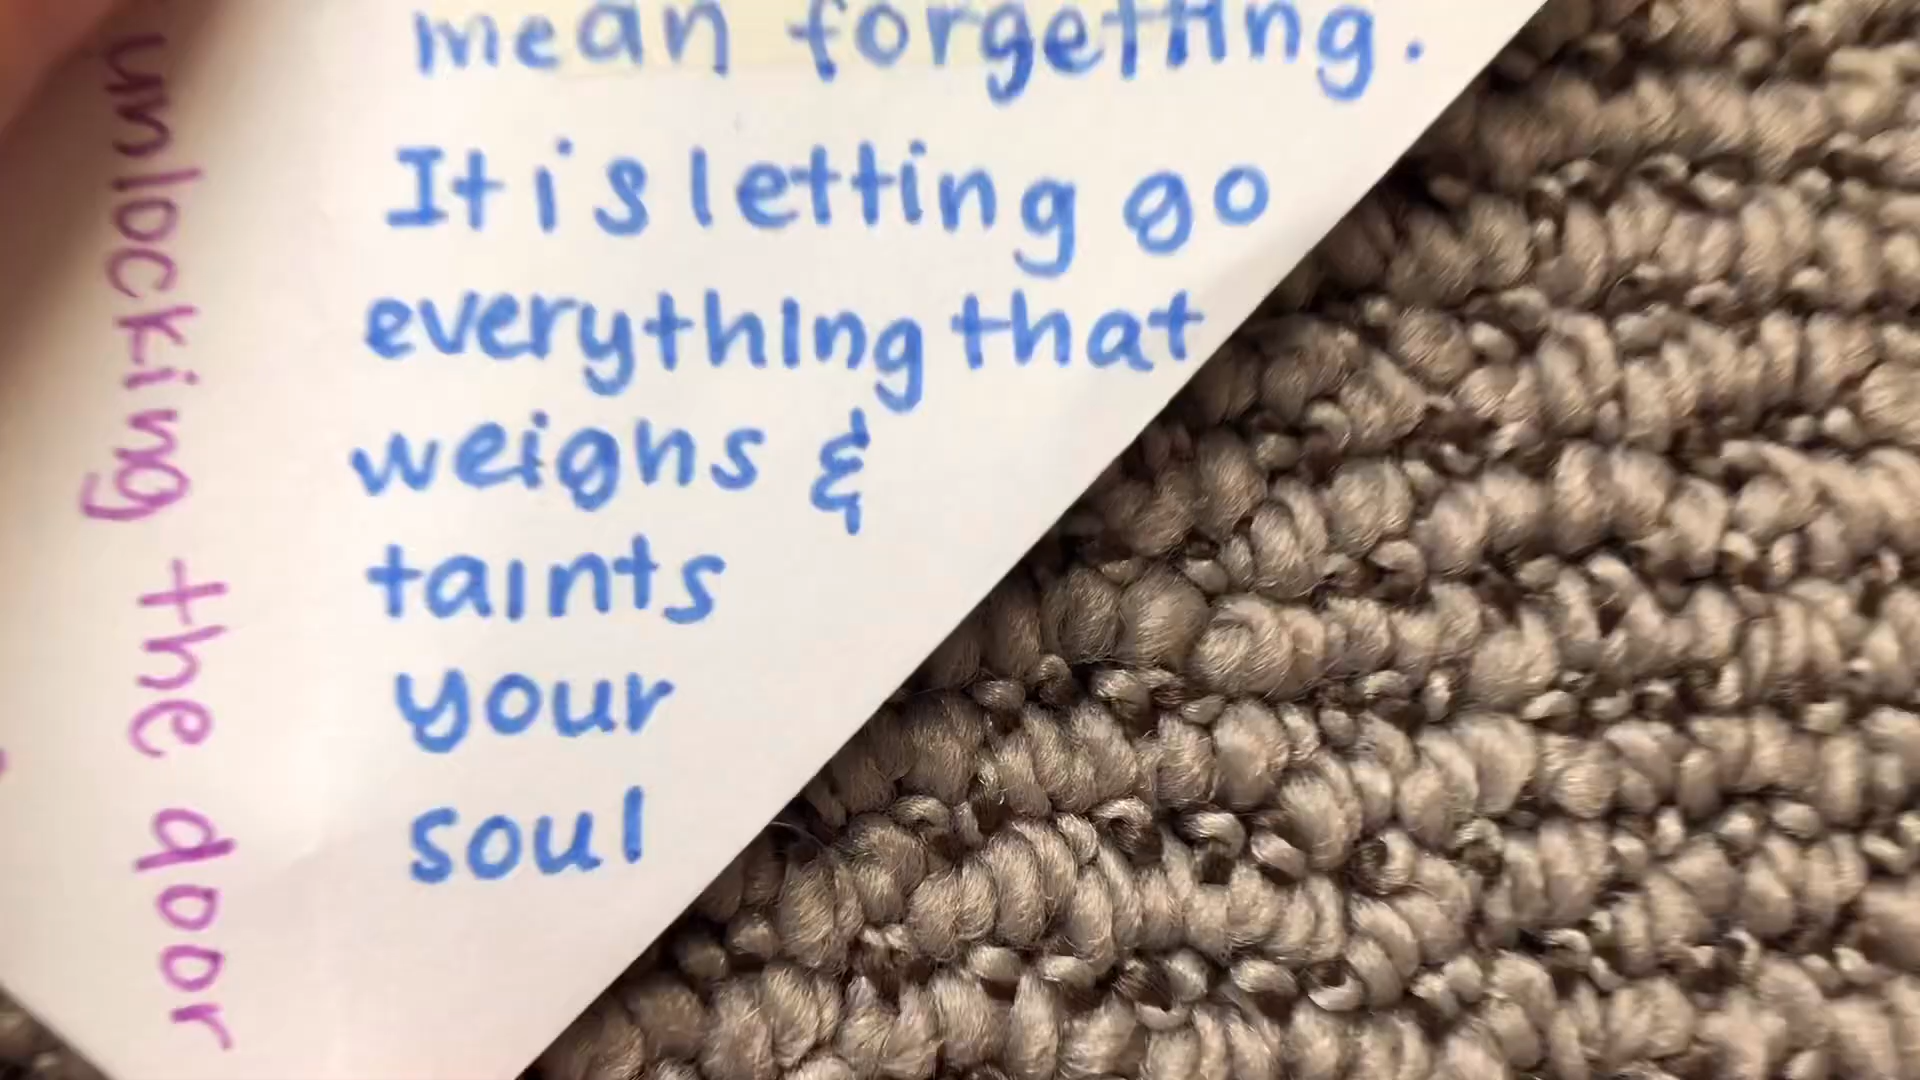 mean forgetting.
It is letting go
everything that
weighs &
taints
your
soul
unlocking the door